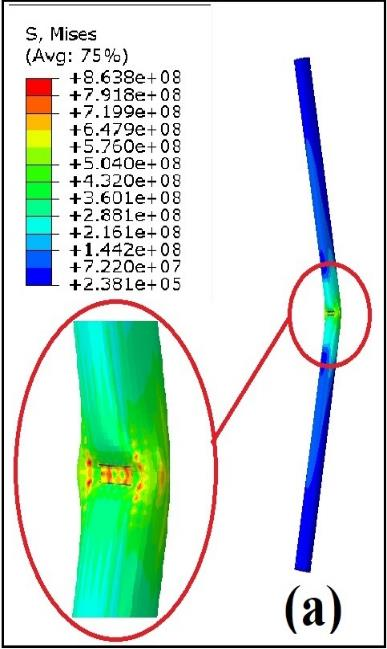 S, Mises
(Avg: 75%)
+8.638e+08
+7.918e+08
+7.199e+08
+6.479e+08
+5.760e+08
+5.040e+08
+4.320e+08
+3.601e+08
+2.881e+08
+2.161e+08
+1.442e+08
+7.220e+07
+2.381e+05
(a)